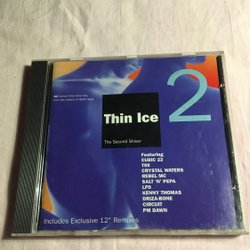 Thin Ice
2
The Second Shiver
Featuring
CUBIC 22
T99
CRYSTAL WATERS
REBEL MC
SALT 'N' PEPA
LFO
KENNY THOMAS
DRIZA-BONE
CIRCUIT
PM DAWN
Includes Exclusive 12" Remixes